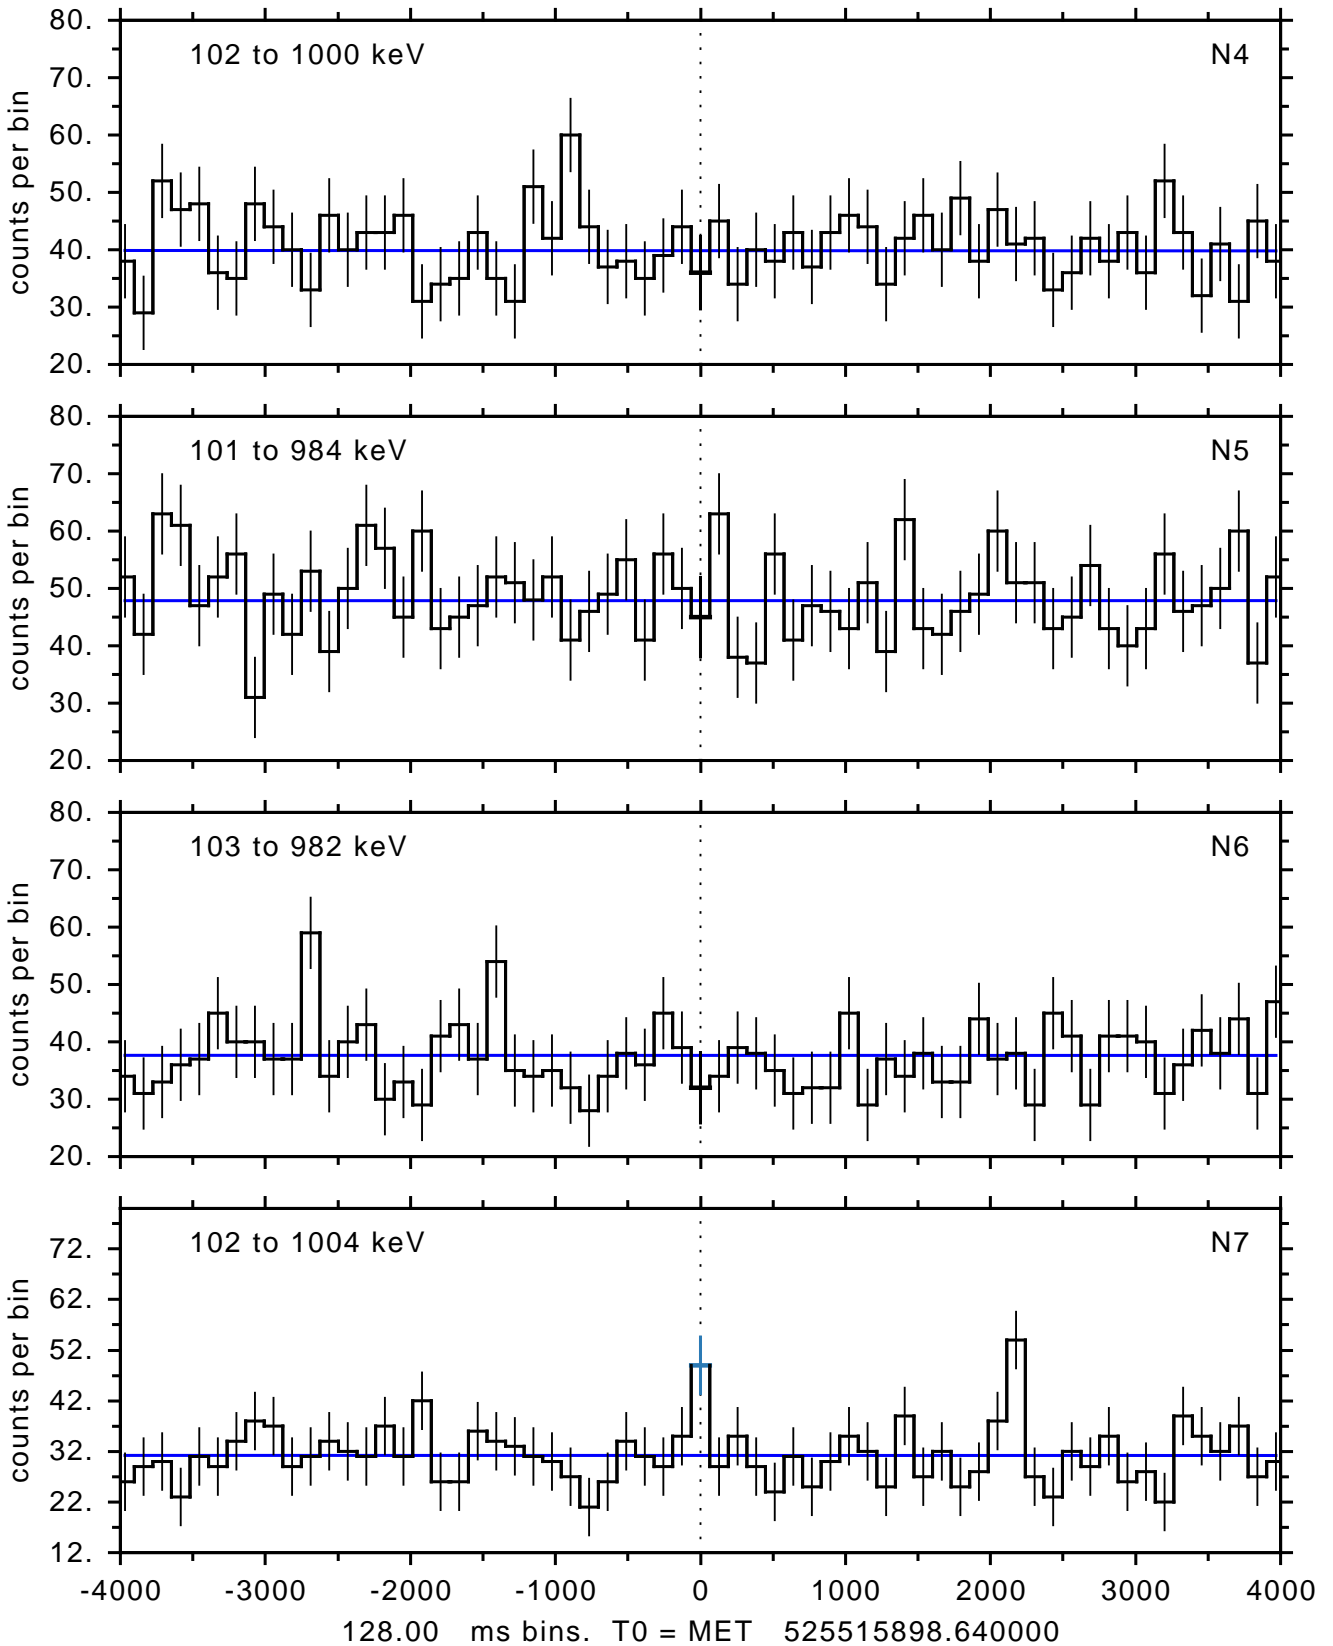 80.
102 to 1000 keV N4
70.
60.
50.
40.
30.
20.
counts per bin
80.
101 to 984 keV N5
70.
60.
50.
40.
30.
20.
counts per bin
80.
103 to 982 keV N6
70.
60.
50.
40.
30.
20.
counts per bin
102 to 1004 keV N7
72.
62.
52.
42.
32.
22.
12.
counts per bin
-4000 -3000 -2000 -1000 0 1000 2000 3000 4000
128.00 ms bins. T0 = MET 525515898.640000